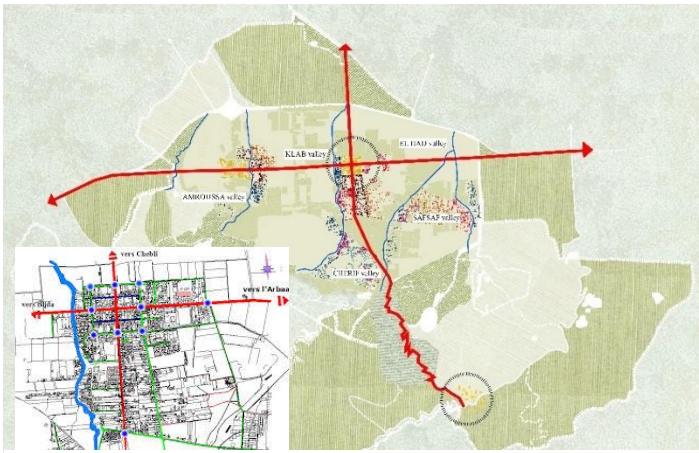 KLAB valley
EL HAD valley
AMROUSSA valley
SAFSAF valley
CHERIF valley
vers Chebli
vers Blida
vers l'Arbaa